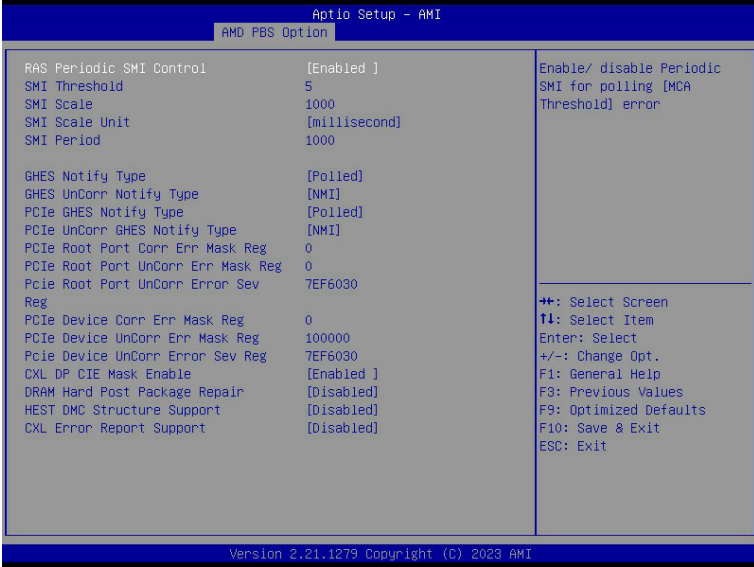 Aptio Setup – AMI
AMD PBS Option
RAS Periodic SMI Control [Enabled ]
SMI Threshold 5
SMI Scale 1000
SMI Scale Unit [millisecond]
SMI Period 1000
GHES Notify Type [Polled]
GHES UnCorr Notify Type [NMI]
PCIe GHES Notify Type [Polled]
PCIe UnCorr GHES Notify Type [NMI]
PCIe Root Port Corr Err Mask Reg 0
PCIe Root Port UnCorr Err Mask Reg 0
Pcie Root Port UnCorr Error Sev 7EF6030
Reg
PCIe Device Corr Err Mask Reg 0
PCIe Device UnCorr Err Mask Reg 100000
Pcie Device UnCorr Error Sev Reg 7EF6030
CXL DP CIE Mask Enable [Enabled ]
DRAM Hard Post Package Repair [Disabled]
HEST DMC Structure Support [Disabled]
CXL Error Report Support [Disabled]
Enable/ disable Periodic
SMI for polling [MCA
Threshold] error
→←: Select Screen
↑↓: Select Item
Enter: Select
+/-: Change Opt.
F1: General Help
F3: Previous Values
F9: Optimized Defaults
F10: Save & Exit
ESC: Exit
Version 2.21.1279 Copyright (C) 2023 AMI